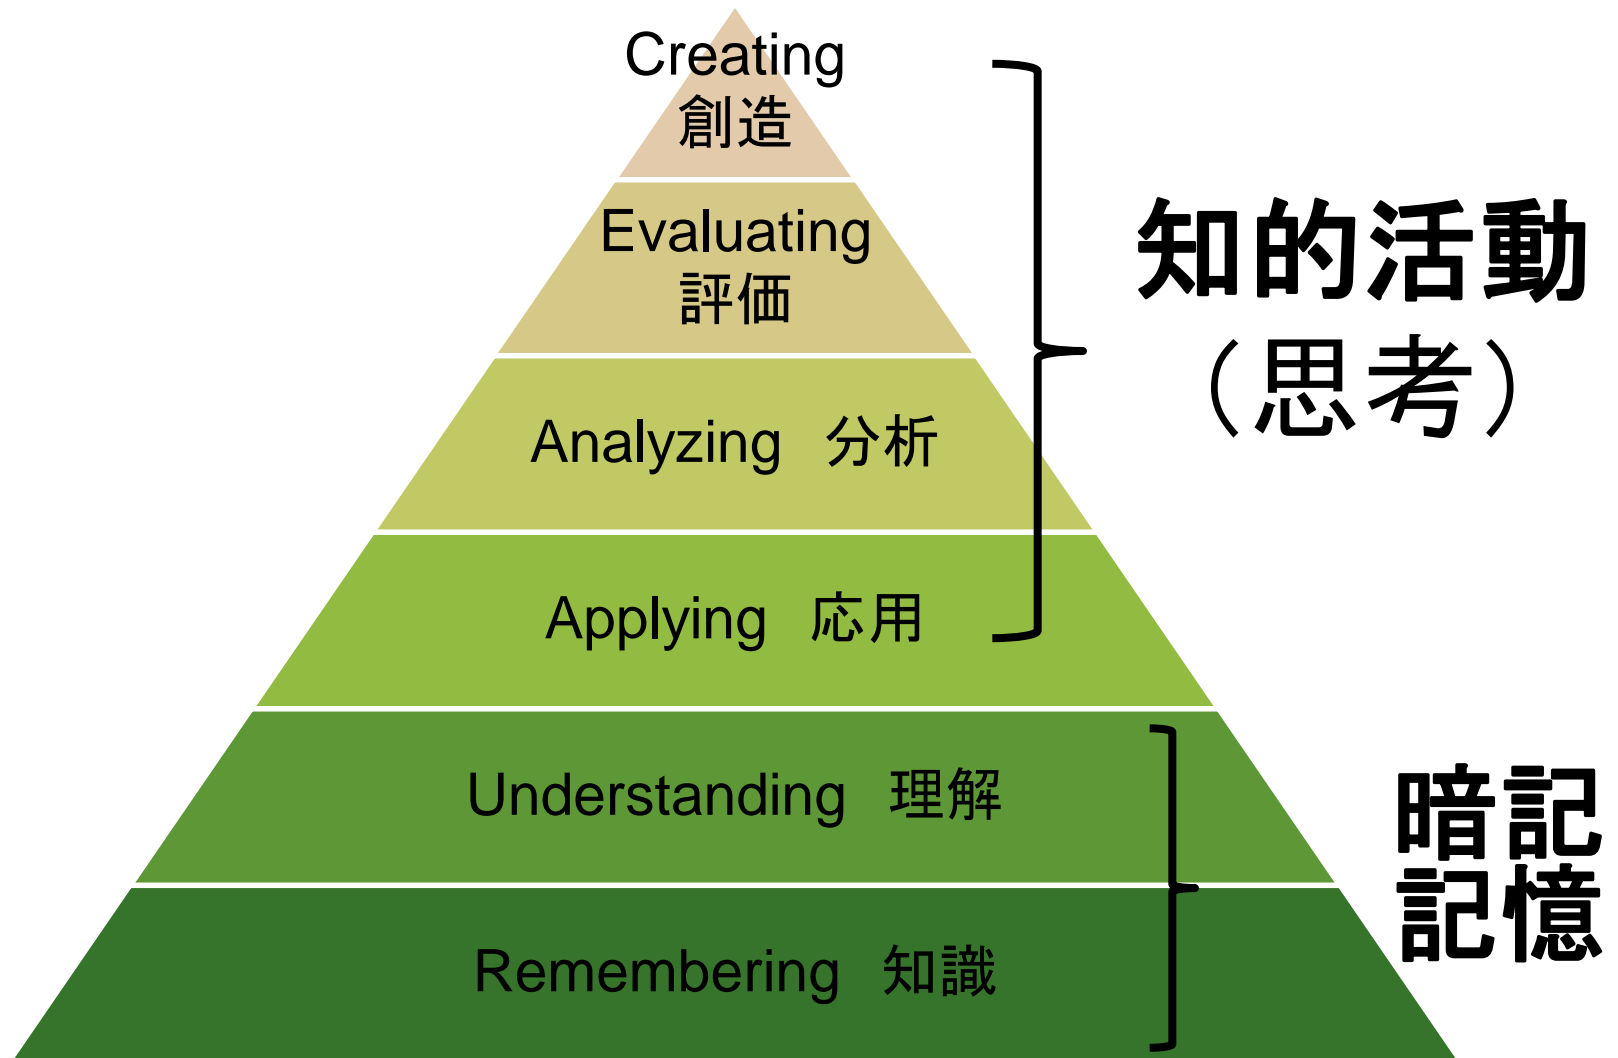 Creating
創造
Evaluating
評価
Analyzing 分析
Applying 応用
Understanding 理解
Remembering 知識
知的活動
（思考）
暗記
記憶